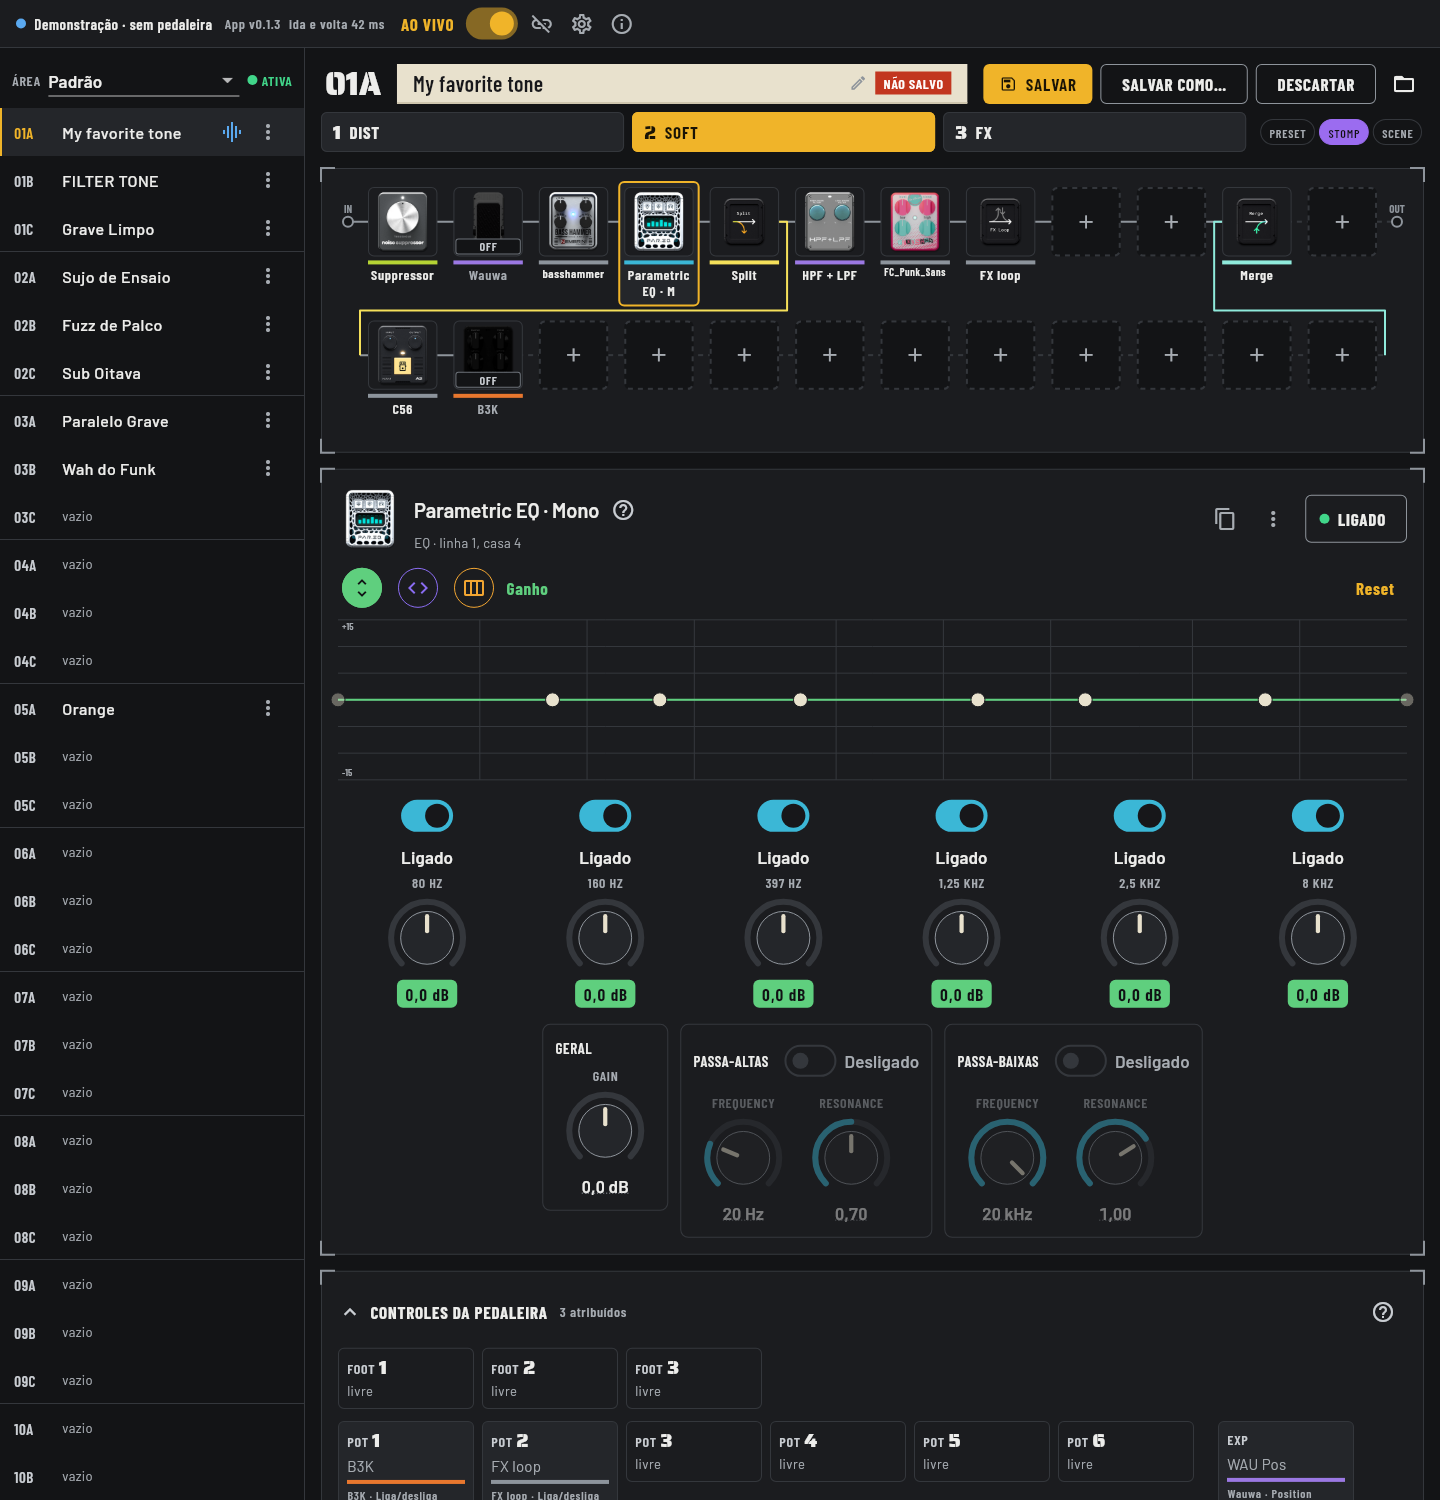 Demonstração · sem pedaleira App v0.1.3 Ida e volta 42 ms AO VIVO
ÁREA Padrão ATIVA
01A My favorite tone NÃO SALVO SALVAR SALVAR COMO... DESCARTAR
1 DIST 2 SOFT 3 FX PRESET STOMP SCENE
01A My favorite tone
01B FILTER TONE
01C Grave Limpo
02A Sujo de Ensaio
02B Fuzz de Palco
02C Sub Oitava
03A Paralelo Grave
03B Wah do Funk
03C vazio
04A vazio
04B vazio
04C vazio
05A Orange
05B vazio
05C vazio
06A vazio
06B vazio
06C vazio
07A vazio
07B vazio
07C vazio
08A vazio
08B vazio
08C vazio
09A vazio
09B vazio
09C vazio
10A vazio
10B vazio
IN OUT
OFF Split FX Loop Merge
Suppressor Wauwa basshammer Parametric EQ · M Split HPF + LPF FC_Punk_Sans FX loop Merge
OFF
C56 B3K
Parametric EQ · Mono LIGADO
EQ · linha 1, casa 4
Ganho Reset
+15
-15
Ligado Ligado Ligado Ligado Ligado Ligado
80 HZ 160 HZ 397 HZ 1,25 KHZ 2,5 KHZ 8 KHZ
0,0 dB 0,0 dB 0,0 dB 0,0 dB 0,0 dB 0,0 dB
GERAL PASSA-ALTAS Desligado PASSA-BAIXAS Desligado
GAIN FREQUENCY RESONANCE FREQUENCY RESONANCE
0,0 dB 20 Hz 0,70 20 kHz 1,00
CONTROLES DA PEDALEIRA 3 atribuídos
FOOT 1 FOOT 2 FOOT 3
livre livre livre
POT 1 POT 2 POT 3 POT 4 POT 5 POT 6 EXP
B3K FX loop livre livre livre livre WAU Pos
B3K · Liga/desliga FX loop · Liga/desliga Wauwa · Position